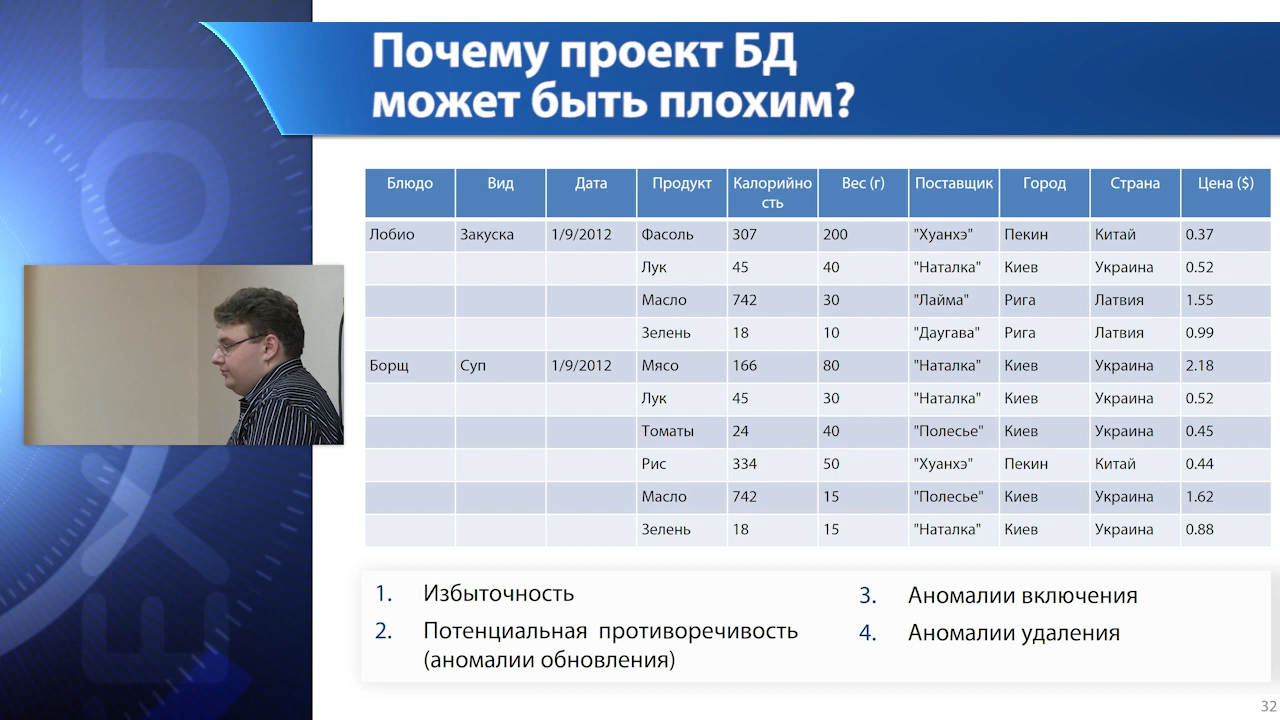 Почему проект БД
может быть плохим?
Блюдо Вид Дата Продукт Калорийно Вес (г) Поставщик Город Страна Цена ($)
сть
Лобио Закуска 1/9/2012 Фасоль 307 200 "Хуанхэ" Пекин Китай 0.37
Лук 45 40 "Наталка" Киев Украина 0.52
Масло 742 30 "Лайма" Рига Латвия 1.55
Зелень 18 10 "Даугава" Рига Латвия 0.99
Борщ Суп 1/9/2012 Мясо 166 80 "Наталка" Киев Украина 2.18
Лук 45 30 "Наталка" Киев Украина 0.52
Томаты 24 40 "Полесье" Киев Украина 0.45
Рис 334 50 "Хуанхэ" Пекин Китай 0.44
Масло 742 15 "Полесье" Киев Украина 1.62
Зелень 18 15 "Наталка" Киев Украина 0.88
1. Избыточность
2. Потенциальная противоречивость
(аномалии обновления)
3. Аномалии включения
4. Аномалии удаления
32